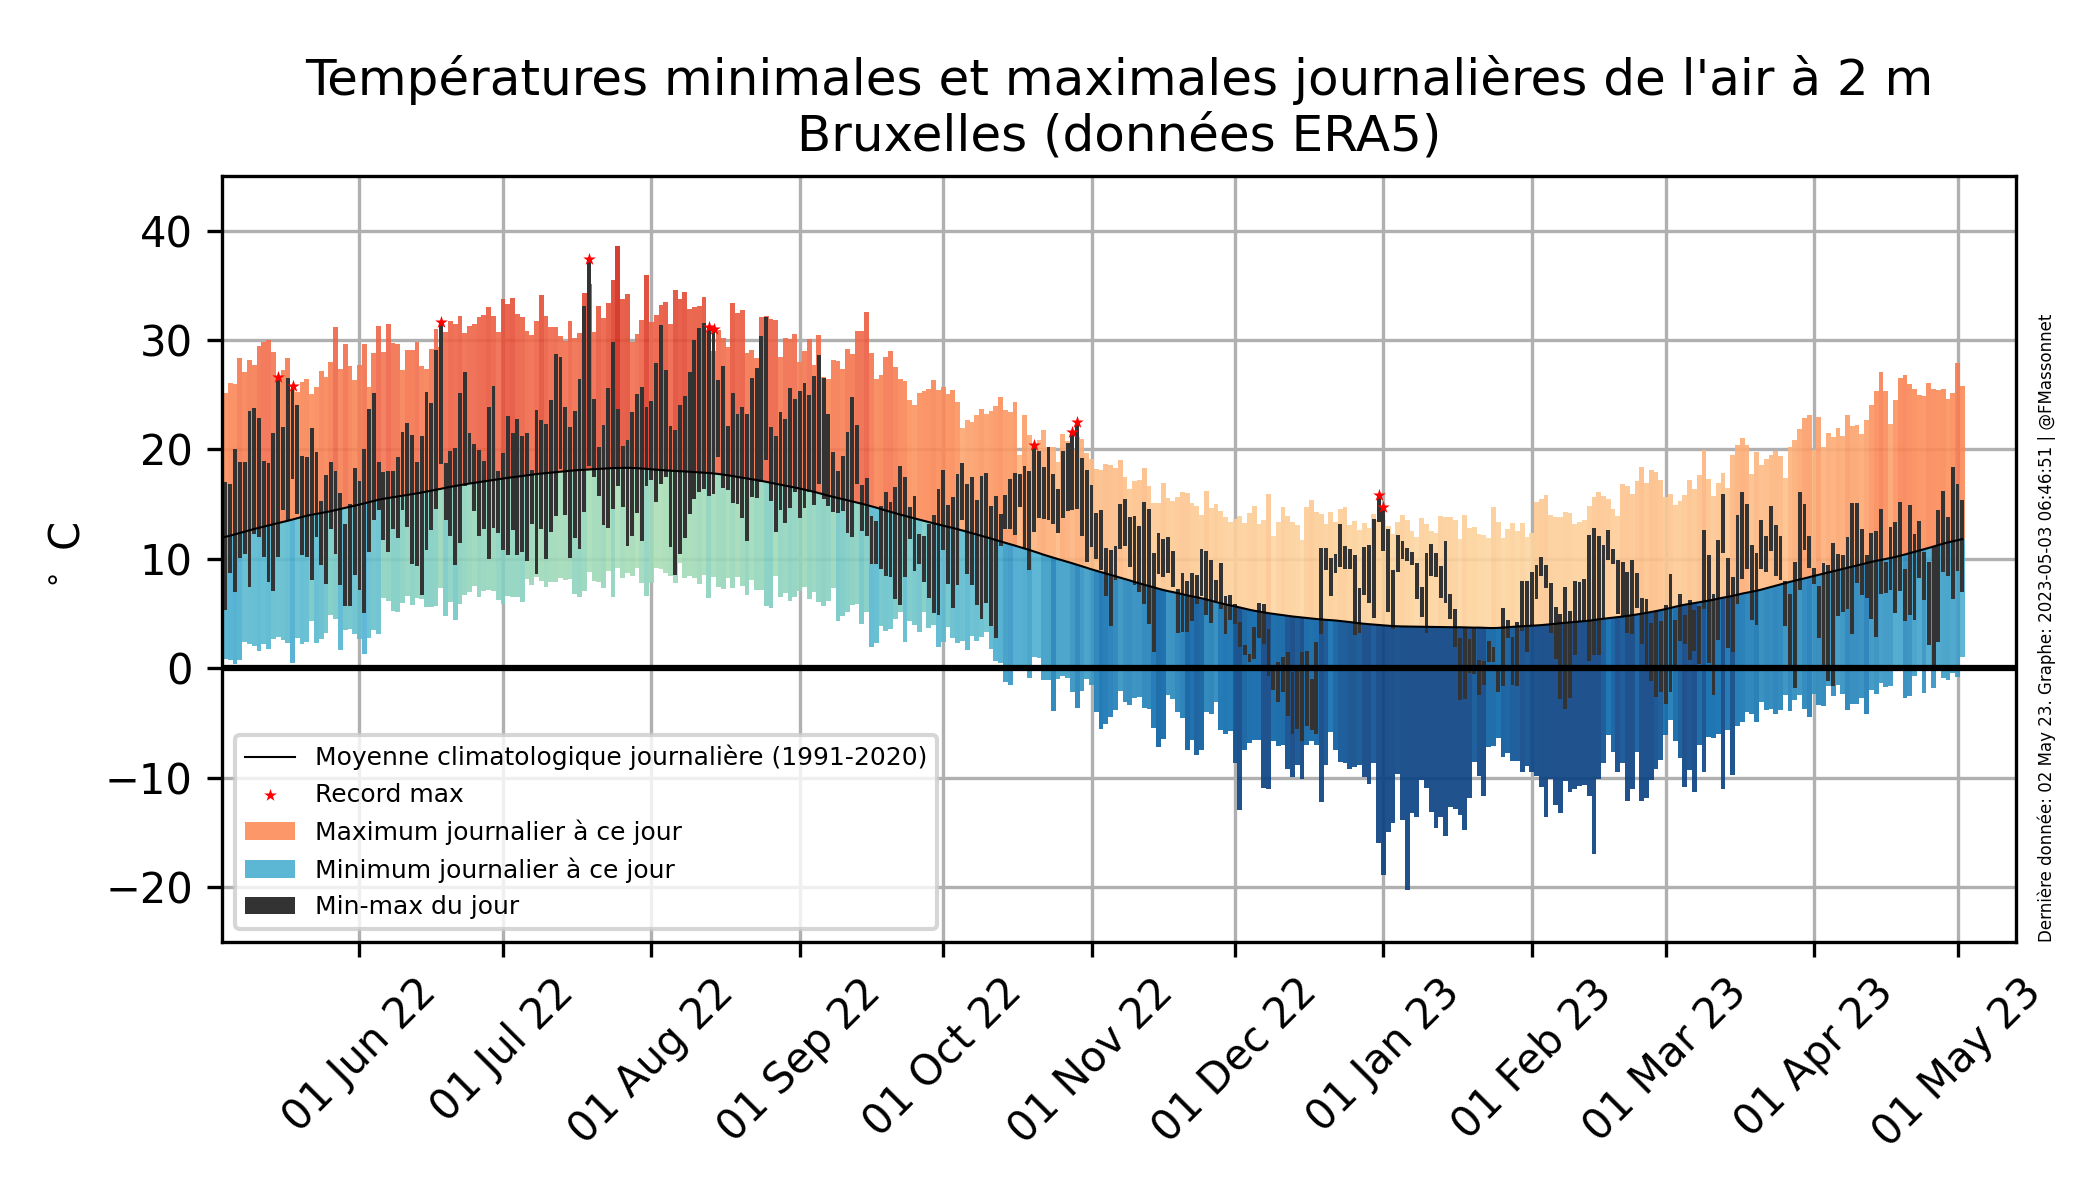 Températures minimales et maximales journalières de l'air à 2 m
Bruxelles (données ERA5)
° C
40
30
20
10
0
−10
−20
Moyenne climatologique journalière (1991-2020)
Record max
Maximum journalier à ce jour
Minimum journalier à ce jour
Min-max du jour
01 Jun 22
01 Jul 22
01 Aug 22
01 Sep 22
01 Oct 22
01 Nov 22
01 Dec 22
01 Jan 23
01 Feb 23
01 Mar 23
01 Apr 23
01 May 23
Dernière donnée: 02 May 23. Graphe: 2023-05-03 06:46:51 | @FMassonnet